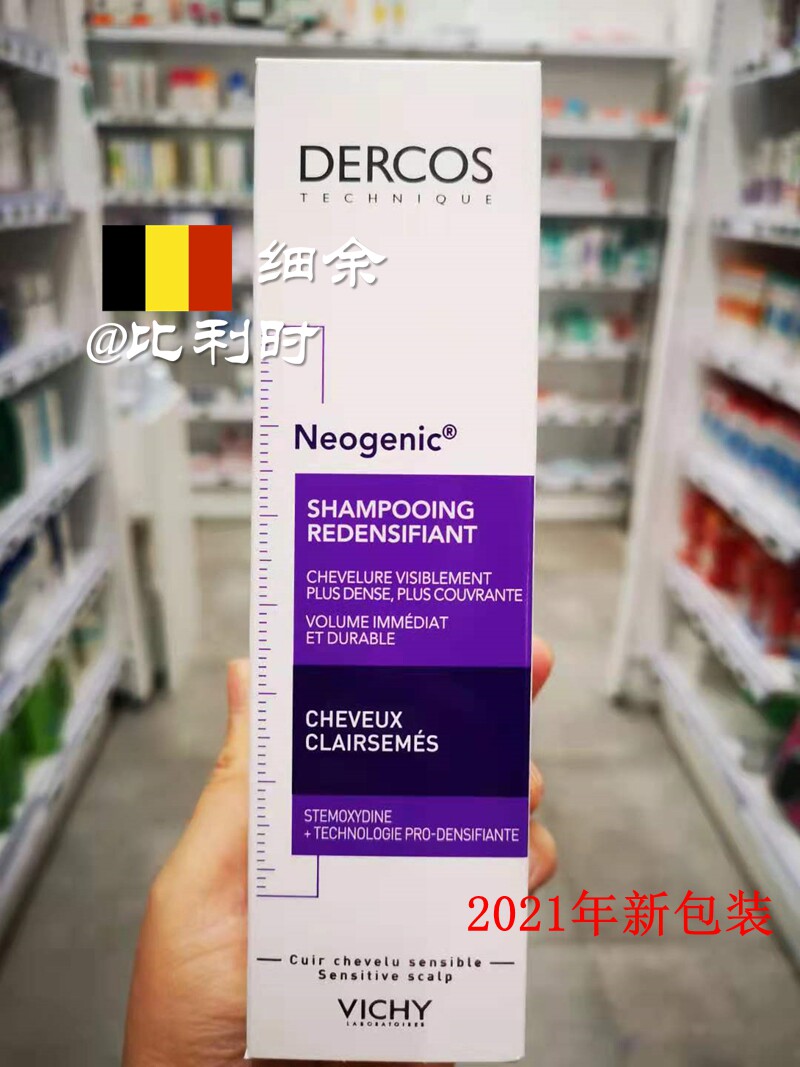 DERCOS
TECHNIQUE
细余
@比利时
Neogenic®
SHAMPOOING
REDENSIFIANT
CHEVELURE VISIBLEMENT
PLUS DENSE, PLUS COUVRANTE
VOLUME IMMÉDIAT
ET DURABLE
CHEVEUX
CLAIRSEMÉS
STEMOXYDINE
+ TECHNOLOGIE PRO-DENSIFIANTE
2021年新包装
Cuir chevelu sensible
Sensitive scalp
VICHY
LABORATOIRES